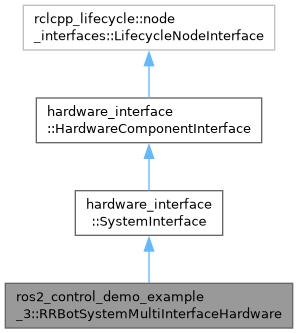 rclcpp_lifecycle::node
_interfaces::LifecycleNodeInterface
hardware_interface
::HardwareComponentInterface
hardware_interface
::SystemInterface
ros2_control_demo_example
_3::RRBotSystemMultiInterfaceHardware